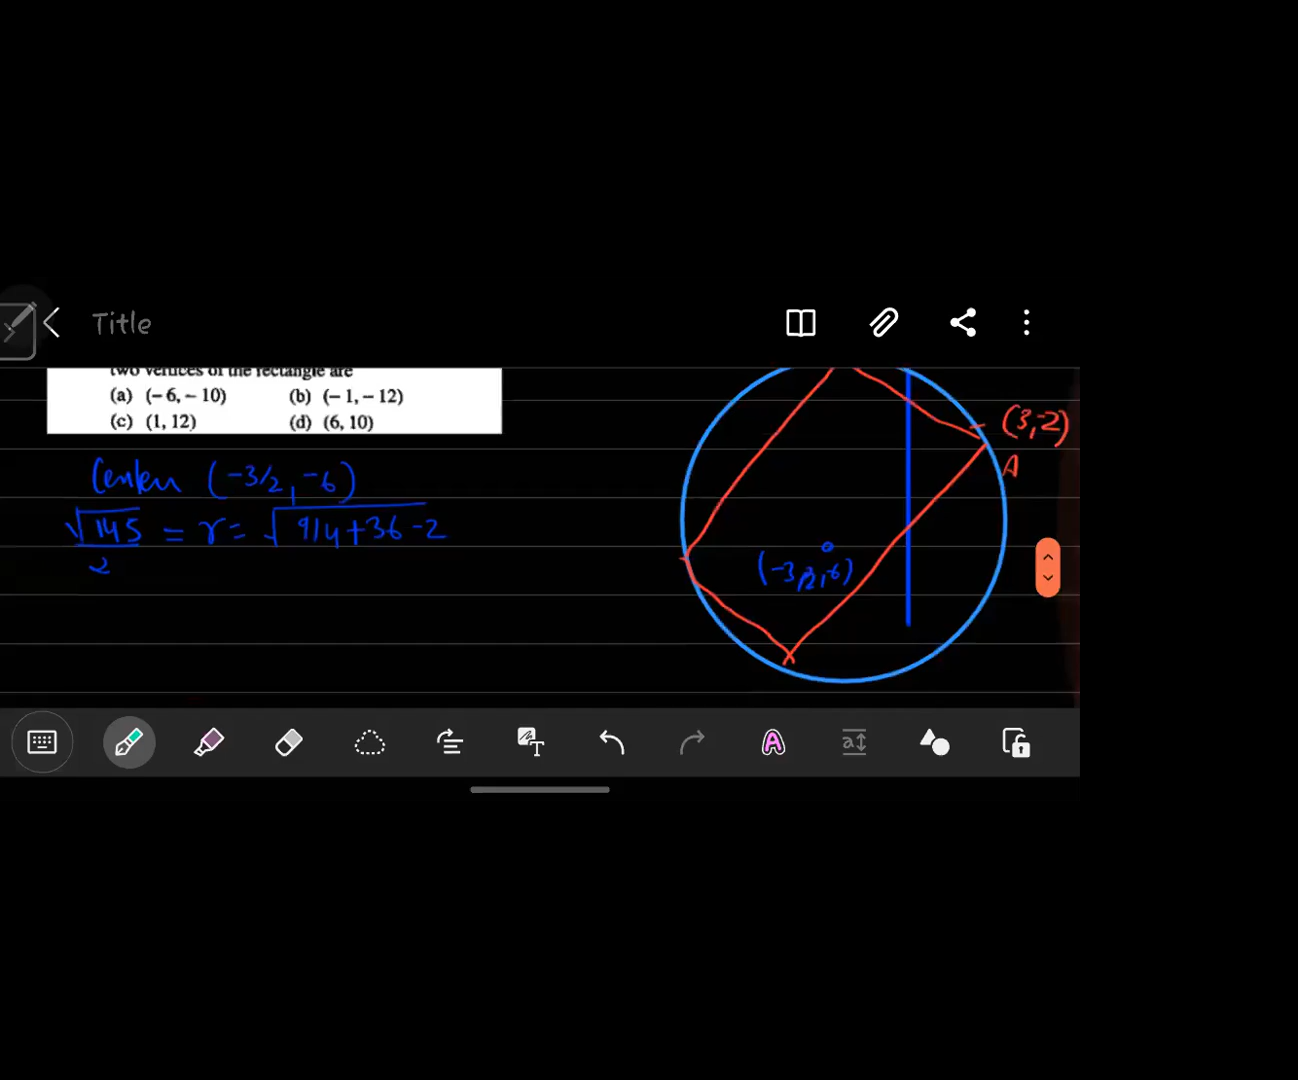 Title
two vertices of the rectangle are
(a) (– 6, – 10) (b) (– 1, – 12)
(c) (1, 12) (d) (6, 10)
(3,-2)
A
(-3/2, -6)
√145/2 = r = √9/4+36-2
(-3/2,-6)
A
a
T